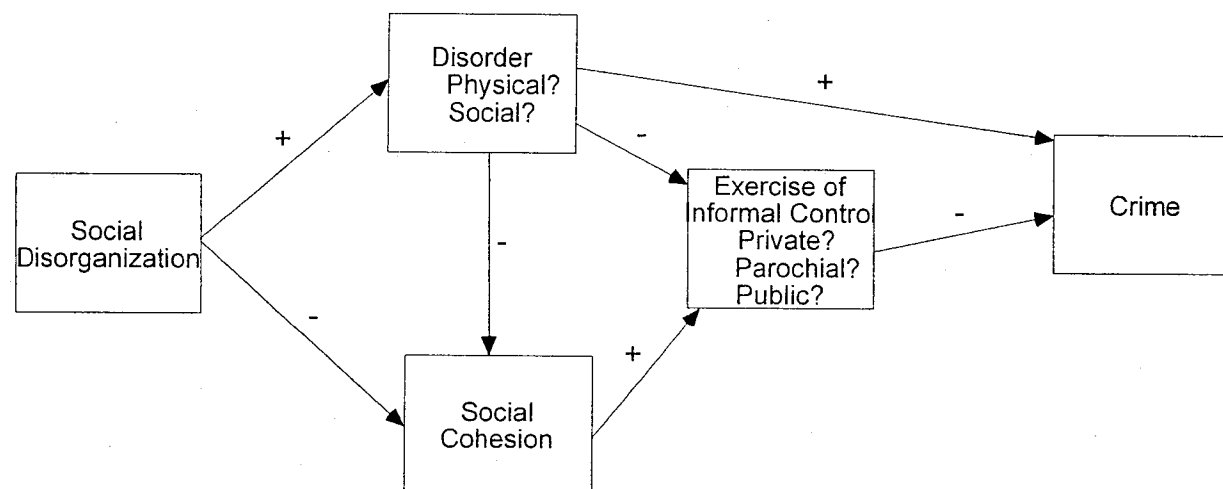 Disorder
Physical?
Social?
+
+
-
Social
Disorganization
-
Exercise of
Informal Control
Private?
Parochial?
Public?
-
Crime
-
+
Social
Cohesion